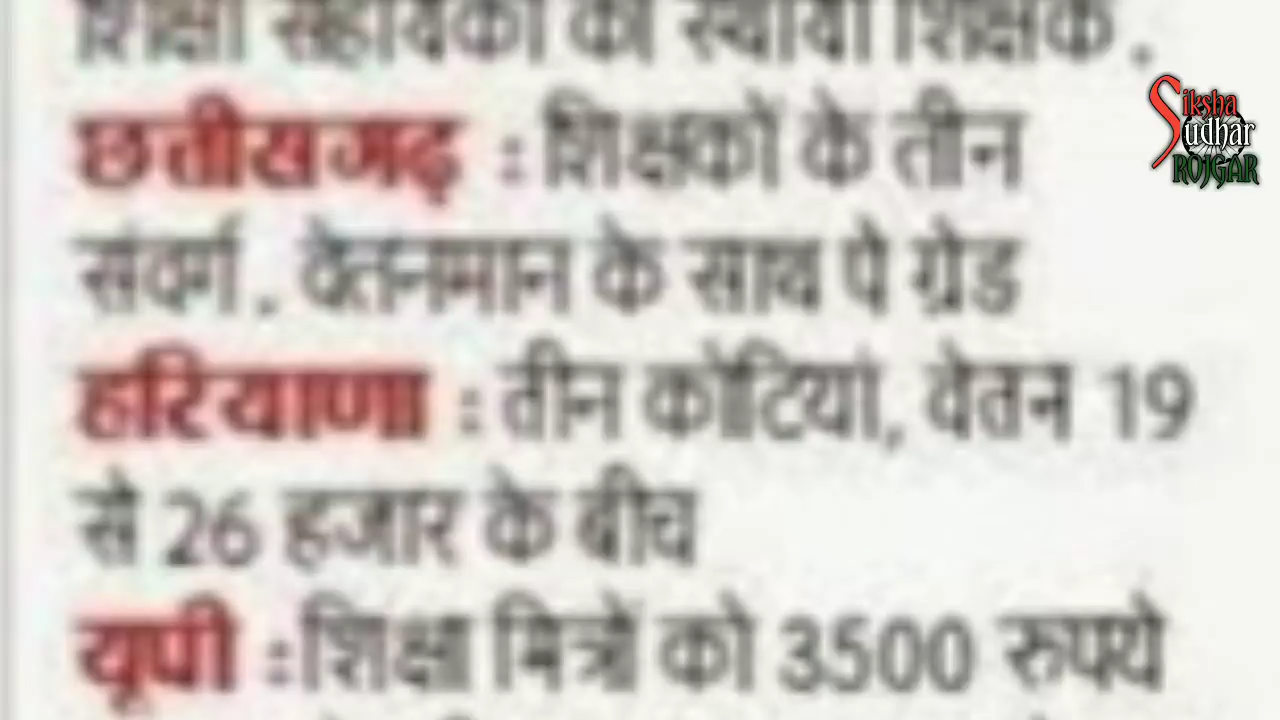 शिक्षा सहायकों को स्थायी शिक्षक .
छत्तीसगढ़ : शिक्षकों के तीन
संवर्ग . वेतनमान के साथ पे ग्रेड
हरियाणा : तीन कोटियां, वेतन 19
से 26 हजार के बीच
यूपी : शिक्षा मित्रों को 3500 रुपये
Siksha
Sudhar
ROJGAR